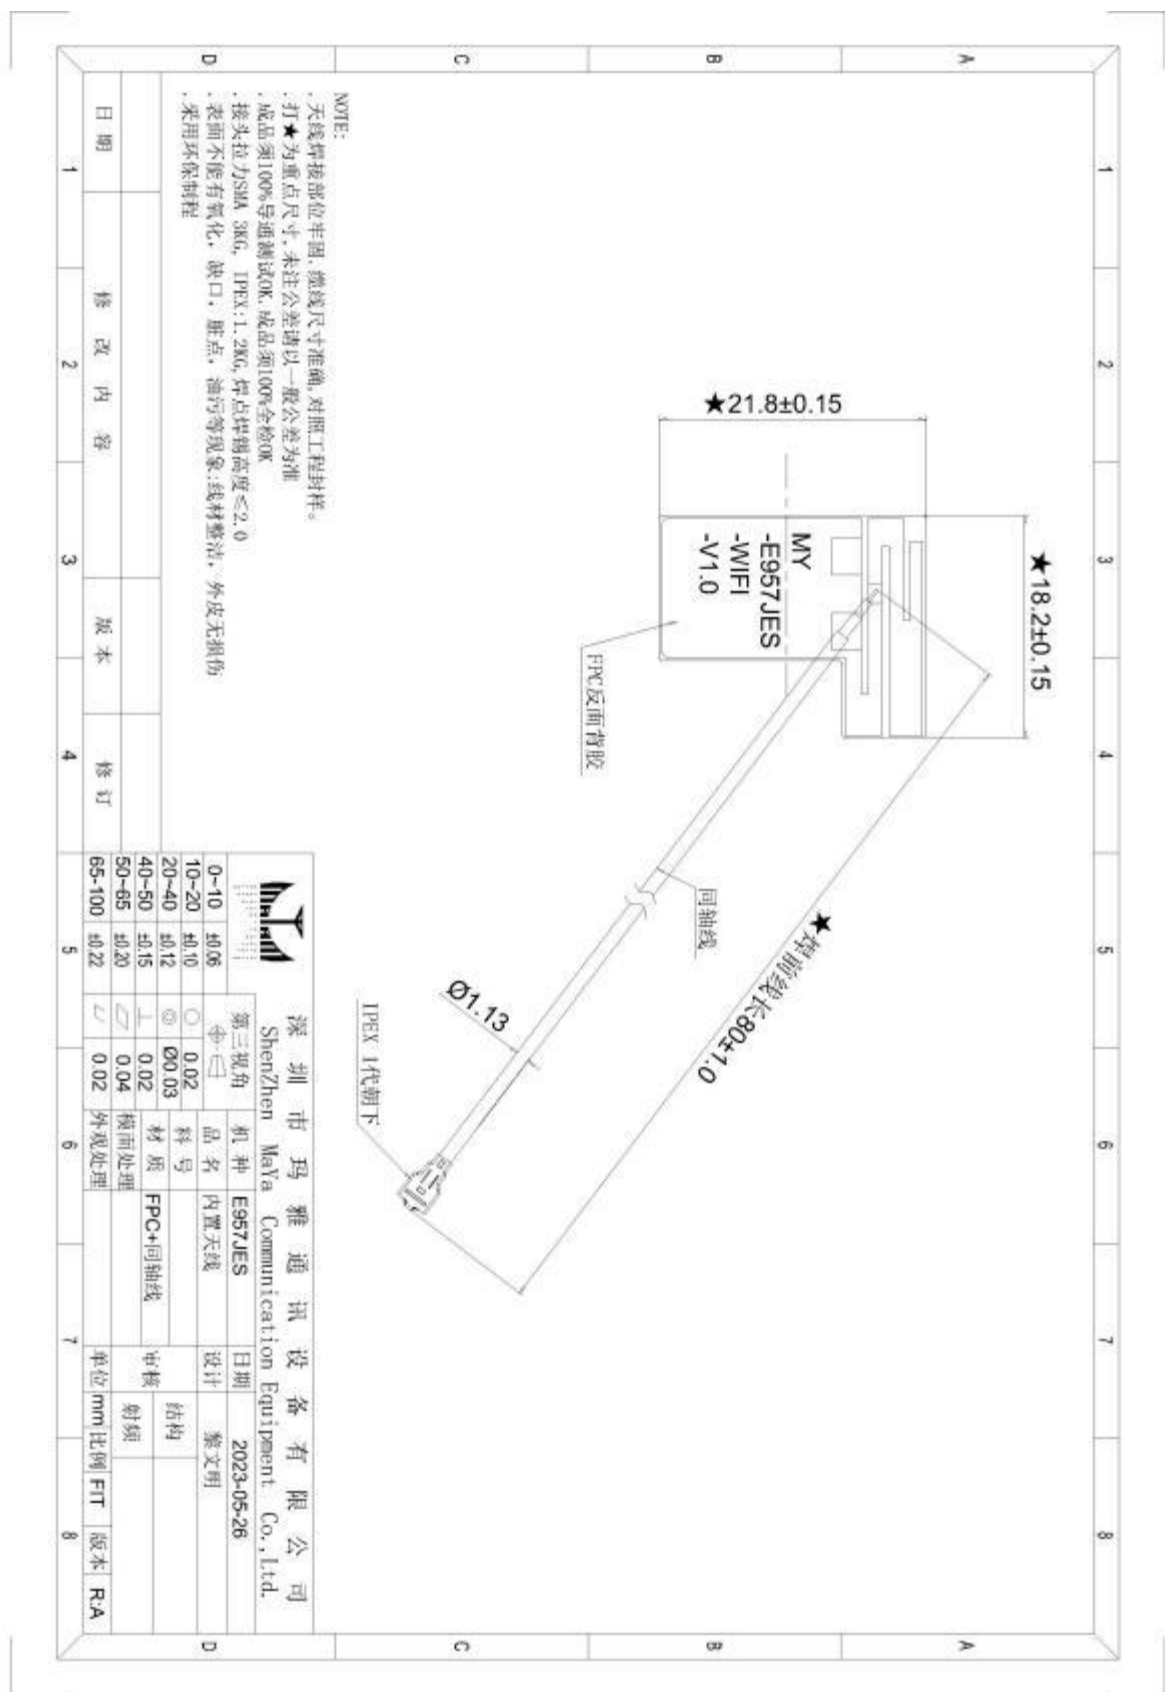 D
C
B
A
1
2
3
4
5
6
7
8
★18.2±0.15
★21.8±0.15
MY
-E957JES
-WIFI
-V1.0
FPC反面背胶
同轴线
★焊前线长80±1.0
Ø1.13
IPEX 1代朝下
NOTE:
.天线焊接部位牢固,缆线尺寸准确,对照工程封样。
.打★为重点尺寸,未注公差请以一般公差为准
.成品须100%导通测试OK,成品须100%全检OK
.接头拉力SMA 3KG, IPEX:1.2KG,焊点焊锡高度≤2.0
.表面不能有氧化,缺口,脏点,油污等现象;线材整洁,外皮无损伤
.采用环保制程
日期
修改内容
版本
修订
深圳市玛雅通讯设备有限公司
ShenZhen MaYa Communication Equipment Co.,Ltd.
第三视角
机种
E957JES
日期
2023-05-26
0~10 ±0.06
品名
内置天线
设计
黎文明
10~20 ±0.10
0.02
料号
20~40 ±0.12
Ø0.03
材质
FPC+同轴线
审核
结构
40~50 ±0.15
0.02
50~65 ±0.20
0.04
模面处理
射频
65-100 ±0.22
0.02
外观处理
单位 mm 比例 FIT 版本 R:A
1
2
3
4
5
6
7
8
D
C
B
A